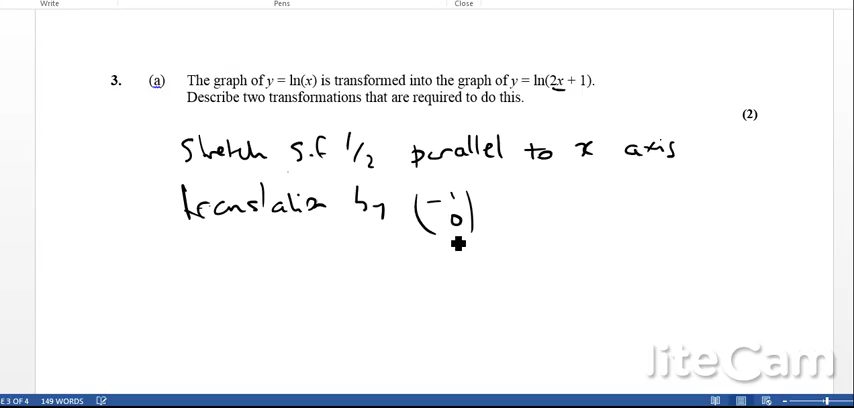 Write Pens Close
3. (a) The graph of y = ln(x) is transformed into the graph of y = ln(2x + 1).
Describe two transformations that are required to do this.
(2)
Stretch s.f 1/2 parallel to x axis
translation by (-1 0)
liteCam
E 3 OF 4 149 WORDS